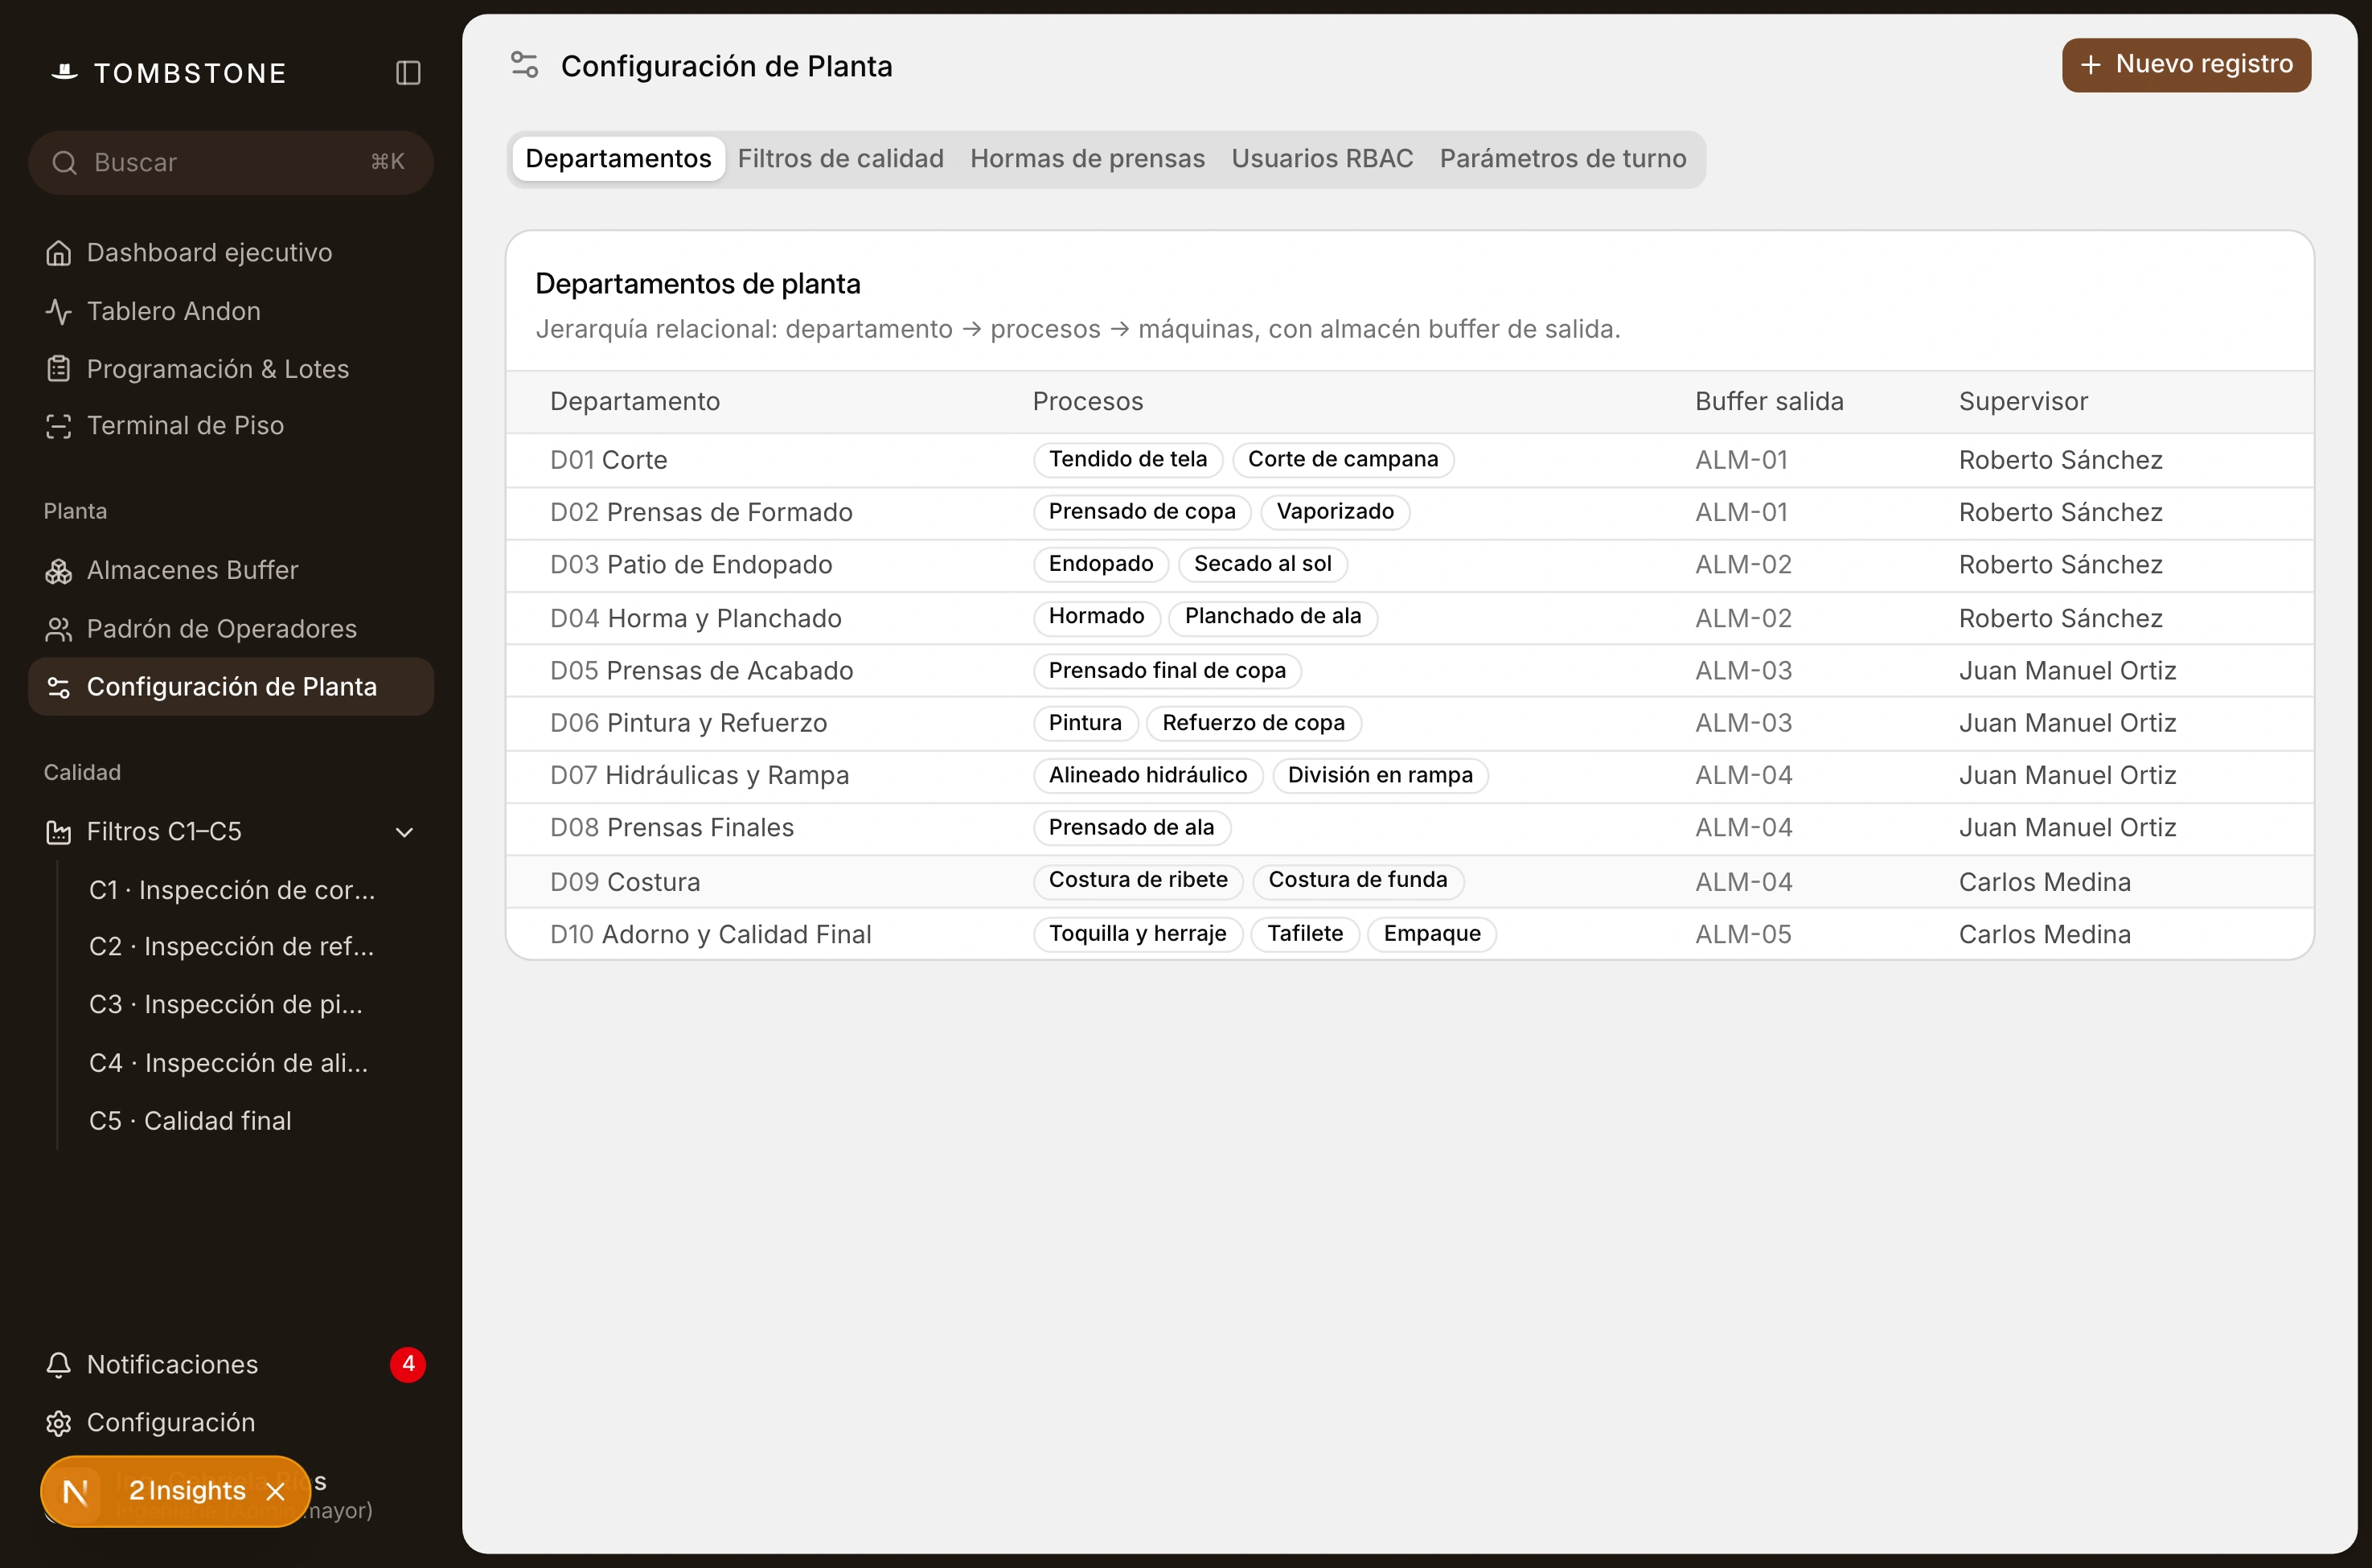 TOMBSTONE
Buscar ⌘K
Dashboard ejecutivo
Tablero Andon
Programación & Lotes
Terminal de Piso
Planta
Almacenes Buffer
Padrón de Operadores
Configuración de Planta
Calidad
Filtros C1–C5
C1 · Inspección de cor...
C2 · Inspección de ref...
C3 · Inspección de pi...
C4 · Inspección de ali...
C5 · Calidad final
Notificaciones 4
Configuración
2 Insights
Configuración de Planta
+ Nuevo registro
Departamentos Filtros de calidad Hormas de prensas Usuarios RBAC Parámetros de turno
Departamentos de planta
Jerarquía relacional: departamento → procesos → máquinas, con almacén buffer de salida.
Departamento Procesos Buffer salida Supervisor
D01 Corte Tendido de tela Corte de campana ALM-01 Roberto Sánchez
D02 Prensas de Formado Prensado de copa Vaporizado ALM-01 Roberto Sánchez
D03 Patio de Endopado Endopado Secado al sol ALM-02 Roberto Sánchez
D04 Horma y Planchado Hormado Planchado de ala ALM-02 Roberto Sánchez
D05 Prensas de Acabado Prensado final de copa ALM-03 Juan Manuel Ortiz
D06 Pintura y Refuerzo Pintura Refuerzo de copa ALM-03 Juan Manuel Ortiz
D07 Hidráulicas y Rampa Alineado hidráulico División en rampa ALM-04 Juan Manuel Ortiz
D08 Prensas Finales Prensado de ala ALM-04 Juan Manuel Ortiz
D09 Costura Costura de ribete Costura de funda ALM-04 Carlos Medina
D10 Adorno y Calidad Final Toquilla y herraje Tafilete Empaque ALM-05 Carlos Medina